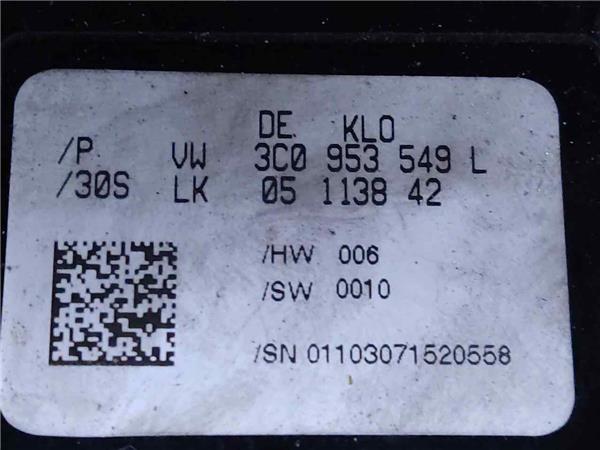 DE KLO
/P VW 3C0 953 549 L
/30S LK 05 1138 42
/HW 006
/SW 0010
/SN 01103071520558